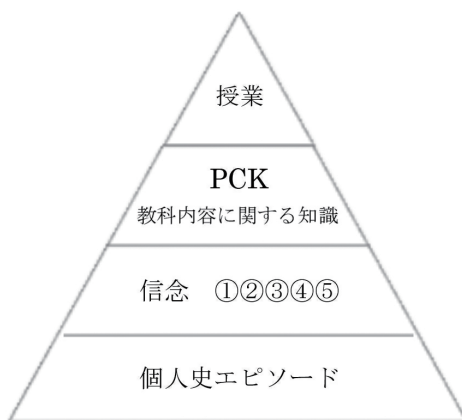 授業
PCK
教科内容に関する知識
信念 ①②③④⑤
個人史エピソード